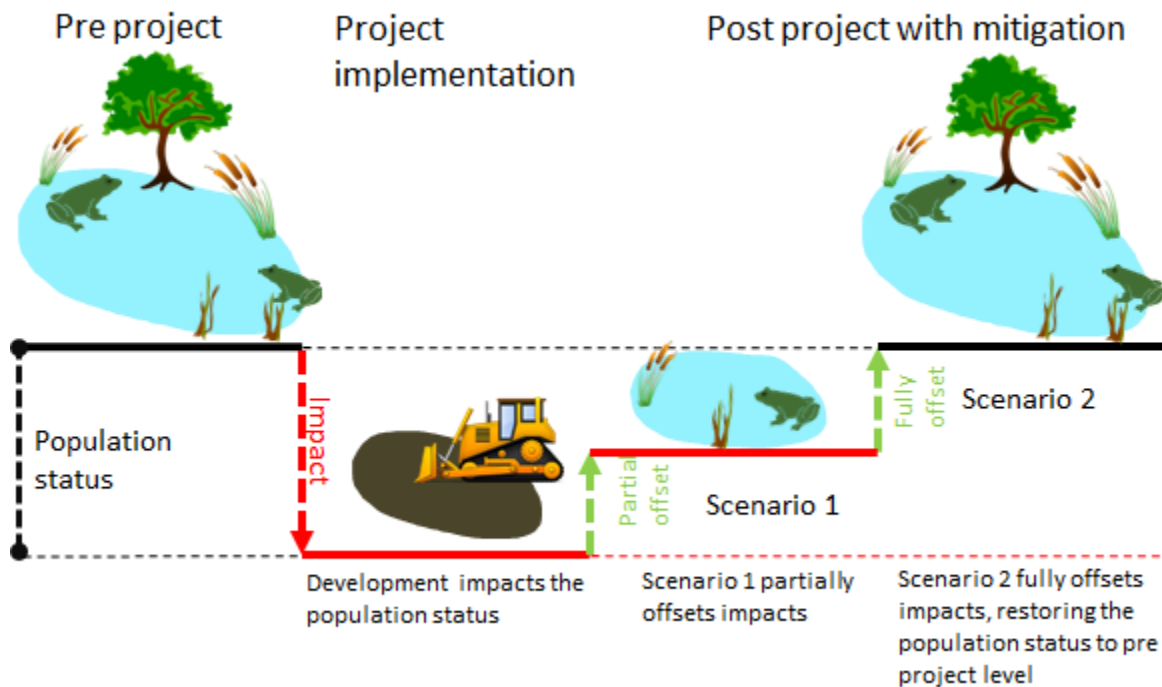 Pre project
Project
implementation
Post project with mitigation
Population
status
Impact
Partial
offset
Scenario 1
Fully
offset
Scenario 2
Development impacts the
population status
Scenario 1 partially
offsets impacts
Scenario 2 fully offsets
impacts, restoring the
population status to pre
project level